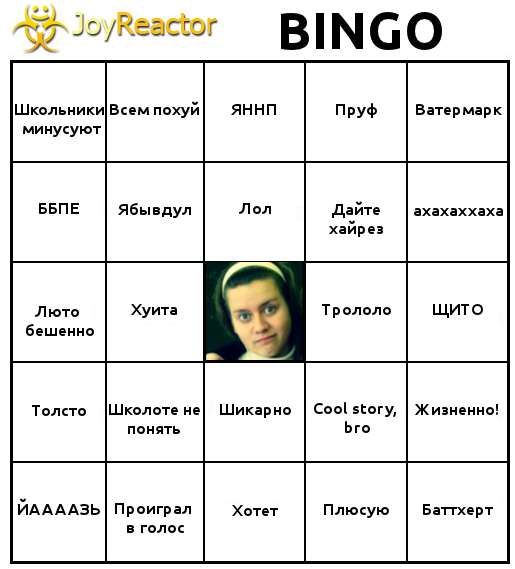 JoyReactor BINGO
Школьники Всем похуй ЯННП Пруф Ватермарк
минусуют
ББПЕ Ябывдул Лол Дайте ахахаххаха
хайрез
Люто Хуита Трололо ЩИТО
бешенно
Толсто Школоте не Шикарно Cool story, Жизненно!
понять bro
ЙААААЗЬ Проиграл Хотет Плюсую Баттхерт
в голос